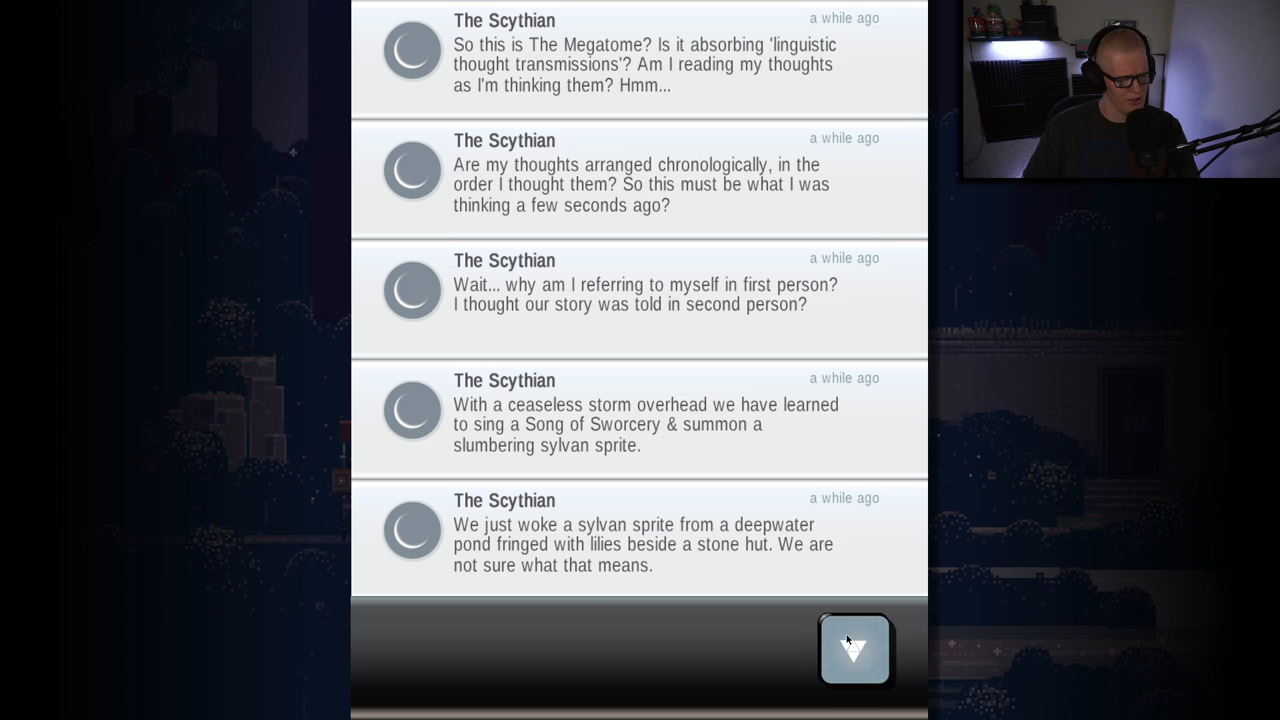 The Scythian
a while ago
So this is The Megatome? Is it absorbing 'linguistic
thought transmissions'? Am I reading my thoughts
as I'm thinking them? Hmm...
The Scythian
a while ago
Are my thoughts arranged chronologically, in the
order I thought them? So this must be what I was
thinking a few seconds ago?
The Scythian
a while ago
Wait... why am I referring to myself in first person?
I thought our story was told in second person?
The Scythian
a while ago
With a ceaseless storm overhead we have learned
to sing a Song of Sworcery & summon a
slumbering sylvan sprite.
The Scythian
a while ago
We just woke a sylvan sprite from a deepwater
pond fringed with lilies beside a stone hut. We are
not sure what that means.